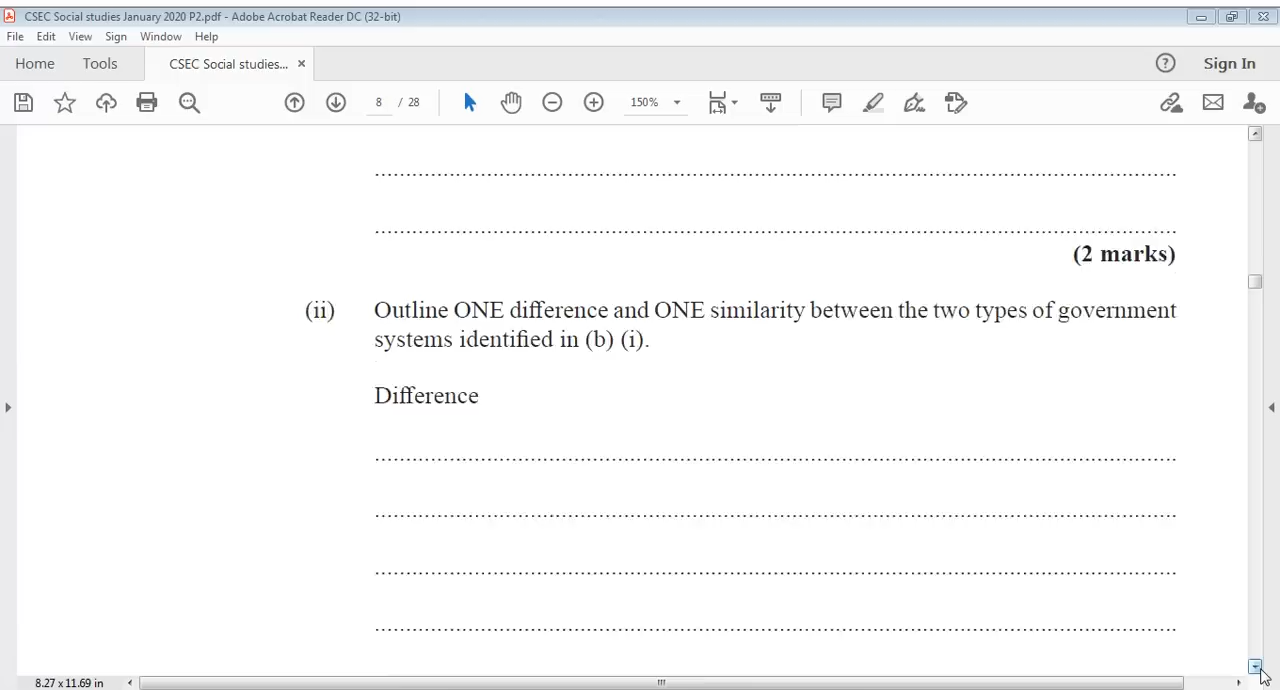 CSEC Social studies January 2020 P2.pdf - Adobe Acrobat Reader DC (32-bit)
File Edit View Sign Window Help
Home Tools CSEC Social studies... × ? Sign In
8 / 28 150%
(2 marks)
(ii) Outline ONE difference and ONE similarity between the two types of government
systems identified in (b) (i).
Difference
8.27 x 11.69 in